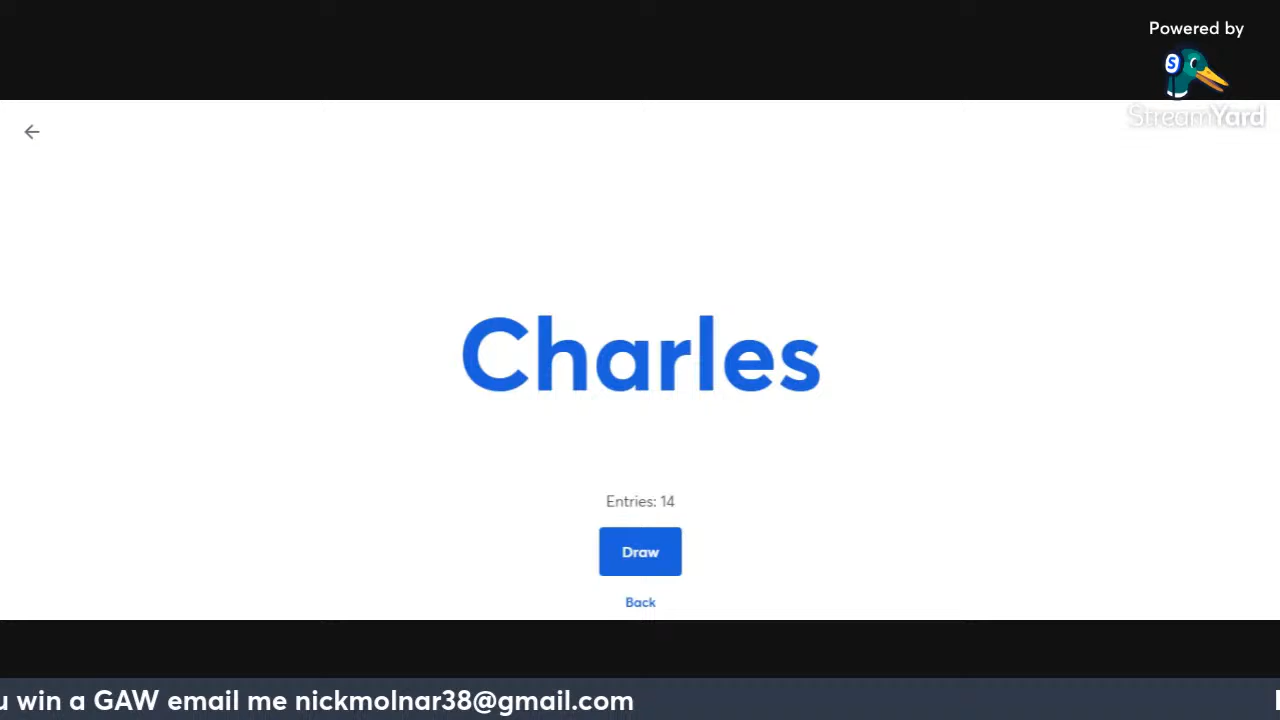 Powered by
S
StreamYard
Charles
Entries: 14
Draw
Back
win a GAW email me nickmolnar38@gmail.com